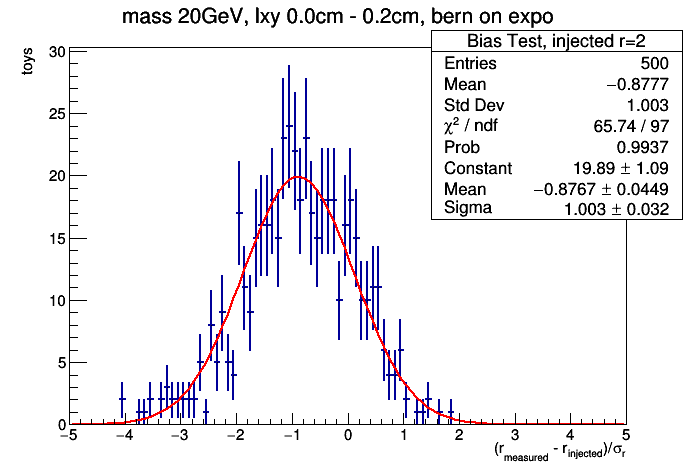 mass 20GeV, lxy 0.0cm - 0.2cm, bern on expo
Bias Test, injected r=2
Entries 500
Mean −0.8777
Std Dev 1.003
χ² / ndf 65.74 / 97
Prob 0.9937
Constant 19.89 ± 1.09
Mean −0.8767 ± 0.0449
Sigma 1.003 ± 0.032
toys
30
25
20
15
10
5
0
−5 −4 −3 −2 −1 0 1 2 3 4 5
(r_measured - r_injected)/σ_r